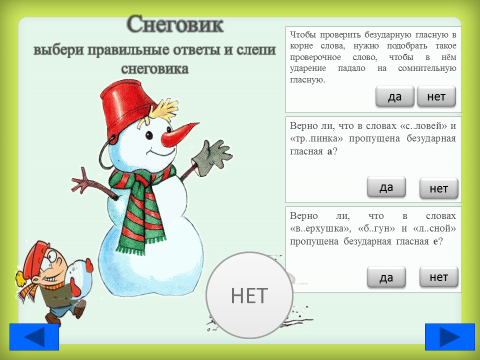 Снеговик
выбери правильные ответы и слепи
снеговика
Чтобы проверить безударную гласную в
корне слова, нужно подобрать такое
проверочное слово, чтобы в нём
ударение падало на сомнительную
гласную.
да нет
Верно ли, что в словах «с..ловей» и
«тр..пинка» пропущена безударная
гласная а?
да нет
Верно ли, что в словах
«в..ерхушка», «б..гун» и «л..сной»
пропущена безударная гласная е?
да нет
НЕТ